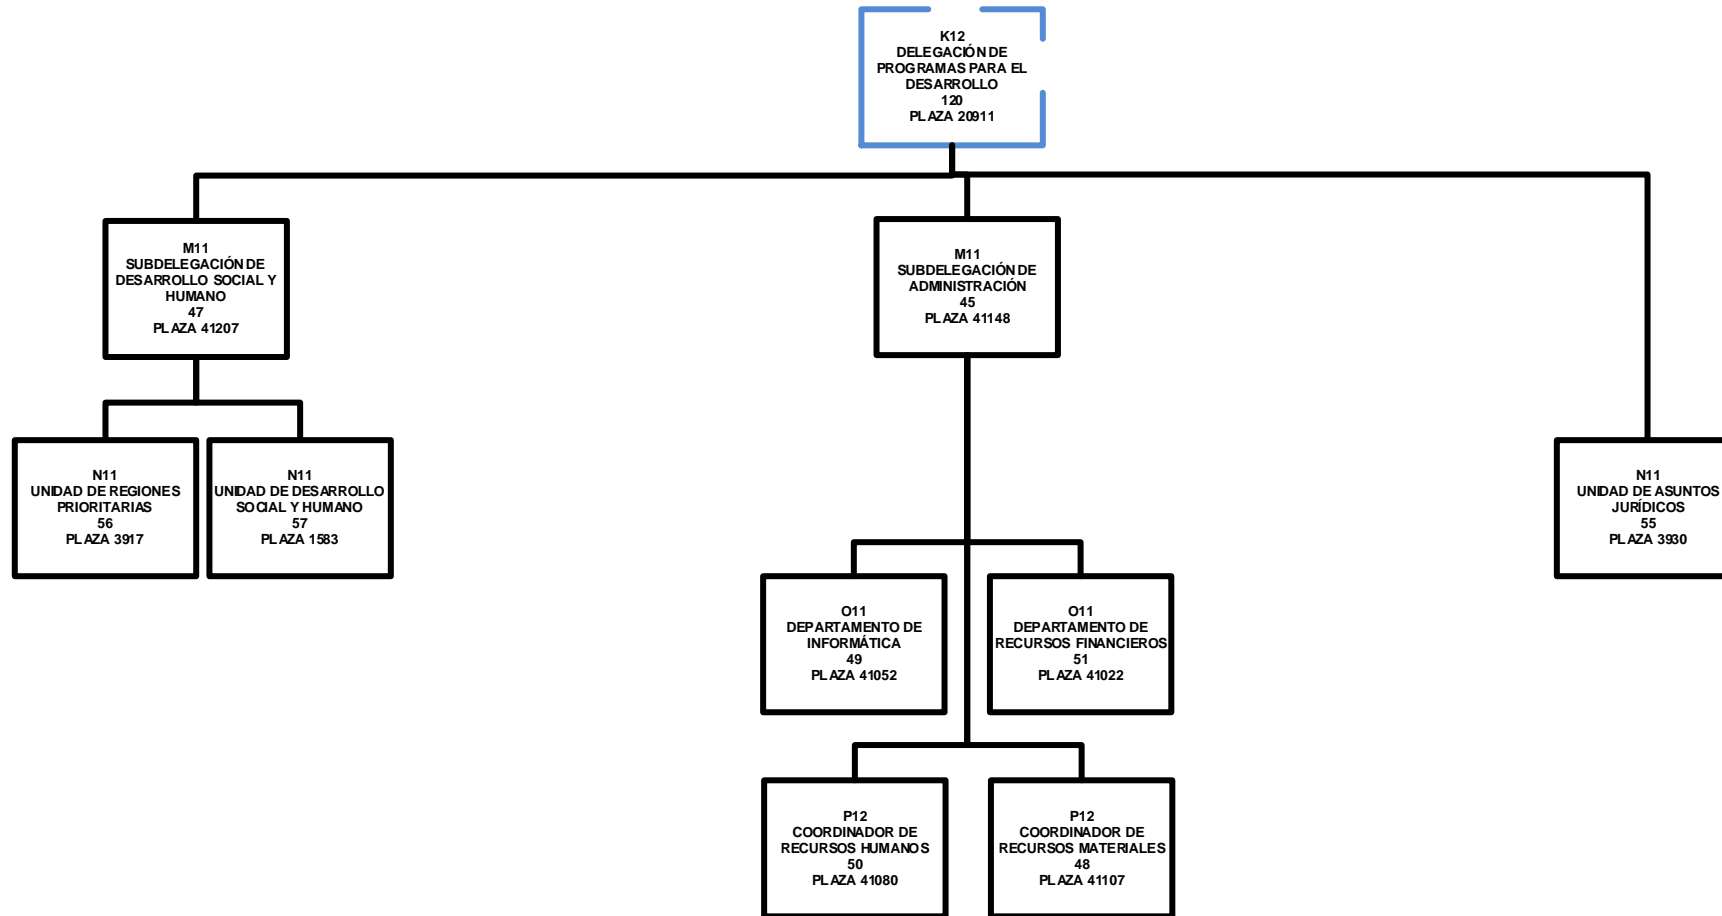 K12
DELEGACIÓN DE
PROGRAMAS PARA EL
DESARROLLO
120
PLAZA 20911
M11
SUBDELEGACIÓN DE
DESARROLLO SOCIAL Y
HUMANO
47
PLAZA 41207
M11
SUBDELEGACIÓN DE
ADMINISTRACIÓN
45
PLAZA 41148
N11
UNIDAD DE REGIONES
PRIORITARIAS
56
PLAZA 3917
N11
UNIDAD DE DESARROLLO
SOCIAL Y HUMANO
57
PLAZA 1583
N11
UNIDAD DE ASUNTOS
JURÍDICOS
55
PLAZA 3930
O11
DEPARTAMENTO DE
INFORMÁTICA
49
PLAZA 41052
O11
DEPARTAMENTO DE
RECURSOS FINANCIEROS
51
PLAZA 41022
P12
COORDINADOR DE
RECURSOS HUMANOS
50
PLAZA 41080
P12
COORDINADOR DE
RECURSOS MATERIALES
48
PLAZA 41107